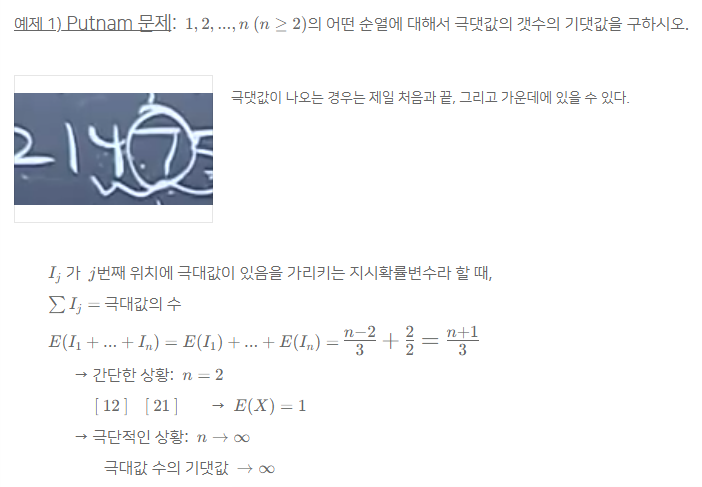 예제 1) Putnam 문제: 1, 2, ..., n (n ≥ 2)의 어떤 순열에 대해서 극댓값의 갯수의 기댓값을 구하시오.
21475
극댓값이 나오는 경우는 제일 처음과 끝, 그리고 가운데에 있을 수 있다.
I_j 가 j번째 위치에 극대값이 있음을 가리키는 지시확률변수라 할 때,
∑ I_j = 극대값의 수
E(I_1 + ... + I_n) = E(I_1) + ... + E(I_n) = \frac{n-2}{3} + \frac{2}{2} = \frac{n+1}{3}
→ 간단한 상황: n = 2
[ 12 ] [ 21 ] → E(X) = 1
→ 극단적인 상황: n → ∞
극대값 수의 기댓값 → ∞